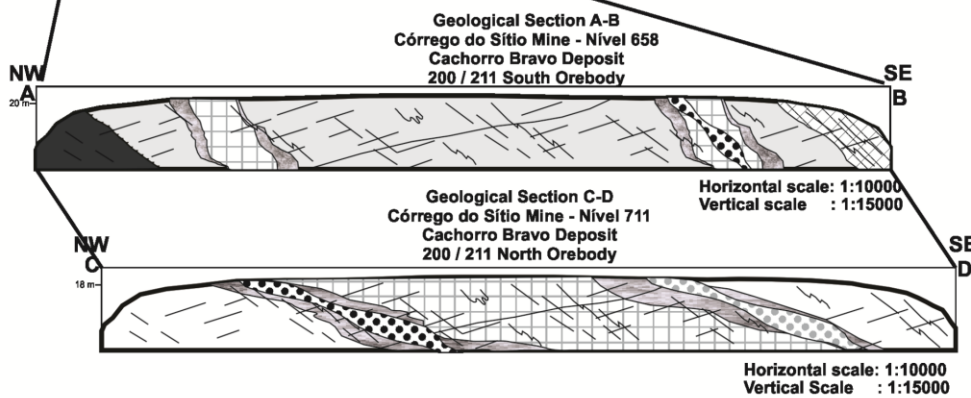 Geological Section A-B
Córrego do Sítio Mine - Nível 658
Cachorro Bravo Deposit
200 / 211 South Orebody
NW
A
SE
B
20 m
Horizontal scale: 1:10000
Vertical scale : 1:15000
Geological Section C-D
Córrego do Sítio Mine - Nível 711
Cachorro Bravo Deposit
200 / 211 North Orebody
NW
C
SE
D
18 m
Horizontal scale: 1:10000
Vertical Scale : 1:15000